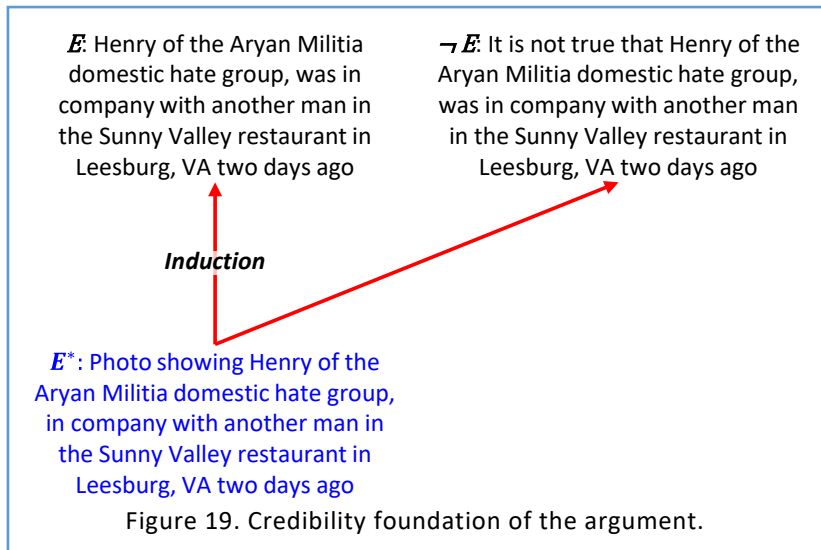 E: Henry of the Aryan Militia
domestic hate group, was in
company with another man in
the Sunny Valley restaurant in
Leesburg, VA two days ago
¬ E: It is not true that Henry of the
Aryan Militia domestic hate group,
was in company with another man
in the Sunny Valley restaurant in
Leesburg, VA two days ago
Induction
E*: Photo showing Henry of the
Aryan Militia domestic hate group,
in company with another man in
the Sunny Valley restaurant in
Leesburg, VA two days ago
Figure 19. Credibility foundation of the argument.